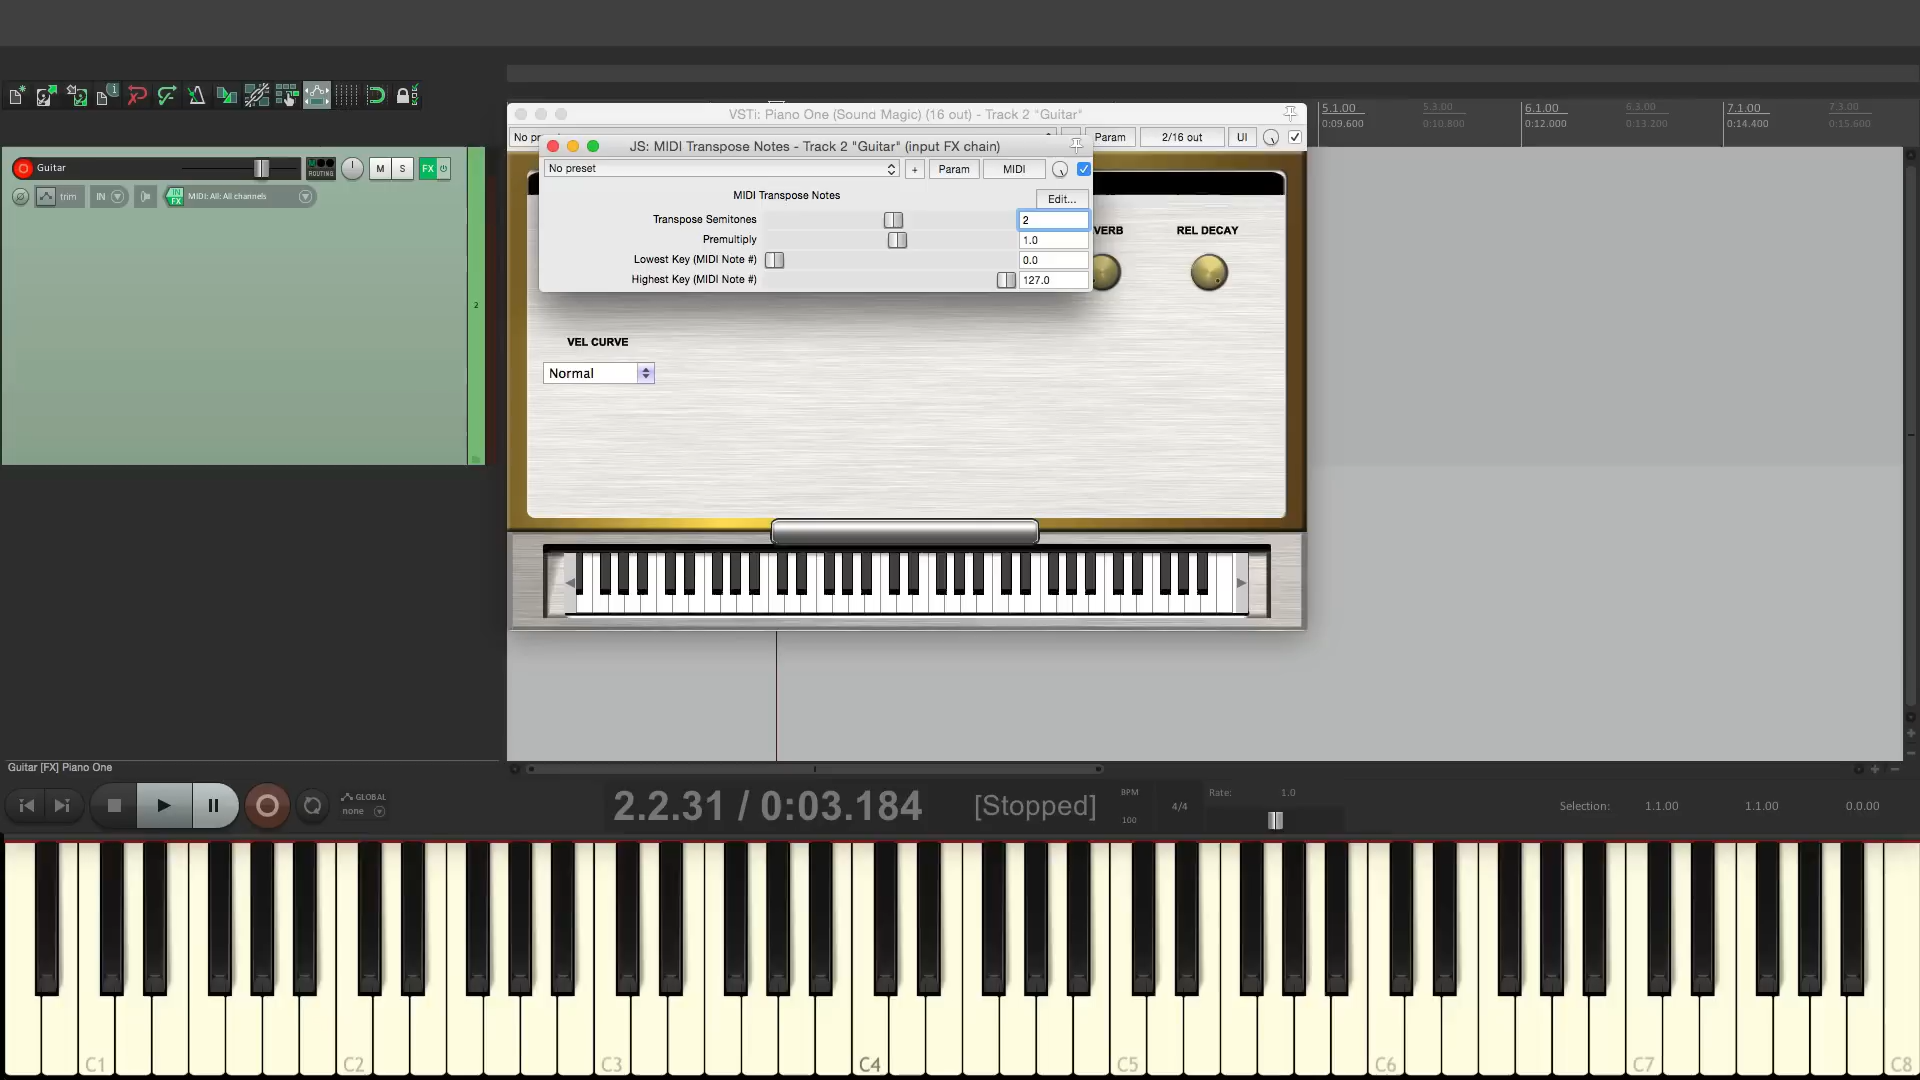 VSTi: Piano One (Sound Magic) (16 out) - Track 2 "Guitar"
5.1.00
0:09.600
5.3.00
0:10.800
6.1.00
0:12.000
6.3.00
0:13.200
7.1.00
0:14.400
7.3.00
0:15.600
No pr
Param
2/16 out
UI
JS: MIDI Transpose Notes - Track 2 "Guitar" (input FX chain)
No preset
+
Param
MIDI
MIDI Transpose Notes
Edit...
Transpose Semitones
2
Premultiply
1.0
Lowest Key (MIDI Note #)
0.0
Highest Key (MIDI Note #)
127.0
VERB
REL DECAY
VEL CURVE
Normal
Guitar
ROUTING
M
S
FX
trim
IN
IN
FX
MIDI: All: All channels
2
Guitar [FX] Piano One
GLOBAL
none
2.2.31 / 0:03.184
[Stopped]
BPM
100
4/4
Rate:
1.0
Selection:
1.1.00
1.1.00
0.0.00
C1
C2
C3
C4
C5
C6
C7
C8